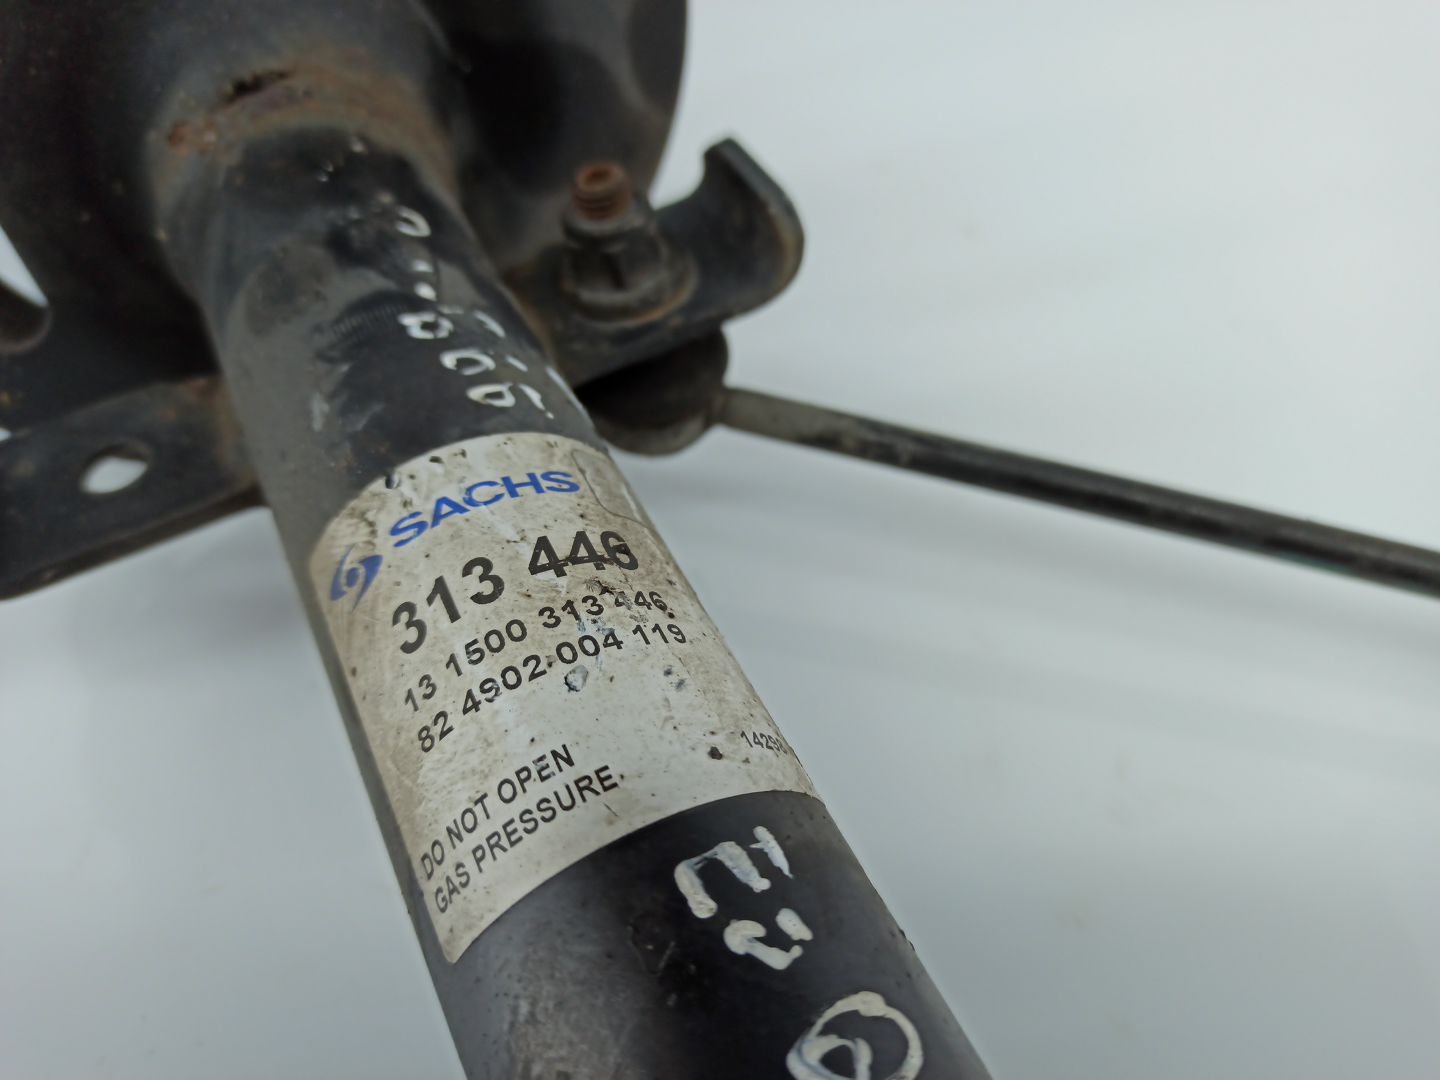 SACHS
313 446
13 1500 313 446
82 4902 004 119
DO NOT OPEN
GAS PRESSURE